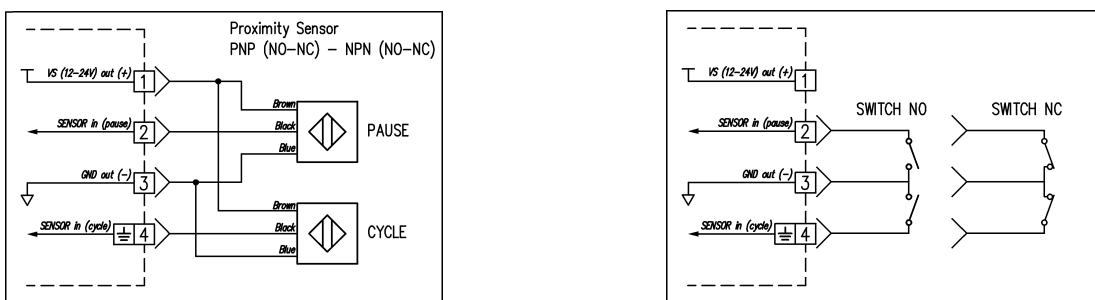 Proximity Sensor
PNP (NO-NC) - NPN (NO-NC)
VS (12-24V) out (+)
1
Brown
SENSOR in (pause)
2
Black
PAUSE
Blue
GND out (-)
3
Brown
SENSOR in (cycle)
4
Black
CYCLE
Blue
VS (12-24V) out (+)
1
SWITCH NO
SWITCH NC
SENSOR in (pause)
2
GND out (-)
3
SENSOR in (cycle)
4